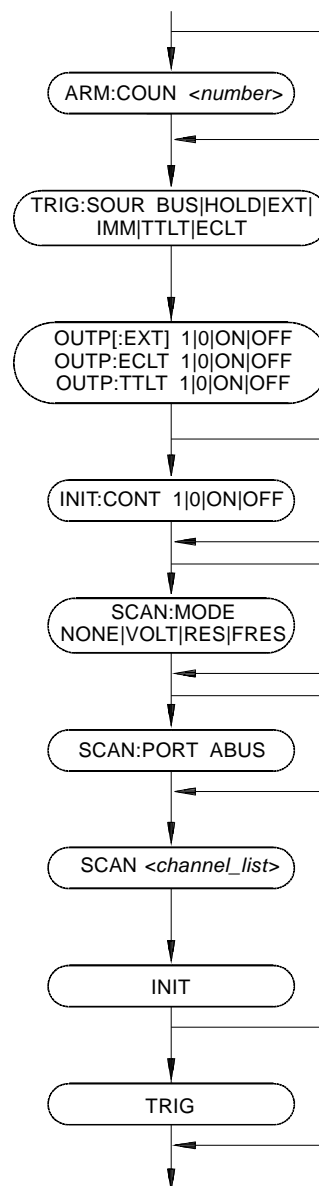 ARM:COUN <number>
TRIG:SOUR BUS|HOLD|EXT|
IMM|TTLT|ECLT
OUTP[:EXT] 1|0|ON|OFF
OUTP:ECLT 1|0|ON|OFF
OUTP:TTLT 1|0|ON|OFF
INIT:CONT 1|0|ON|OFF
SCAN:MODE
NONE|VOLT|RES|FRES
SCAN:PORT ABUS
SCAN <channel_list>
INIT
TRIG